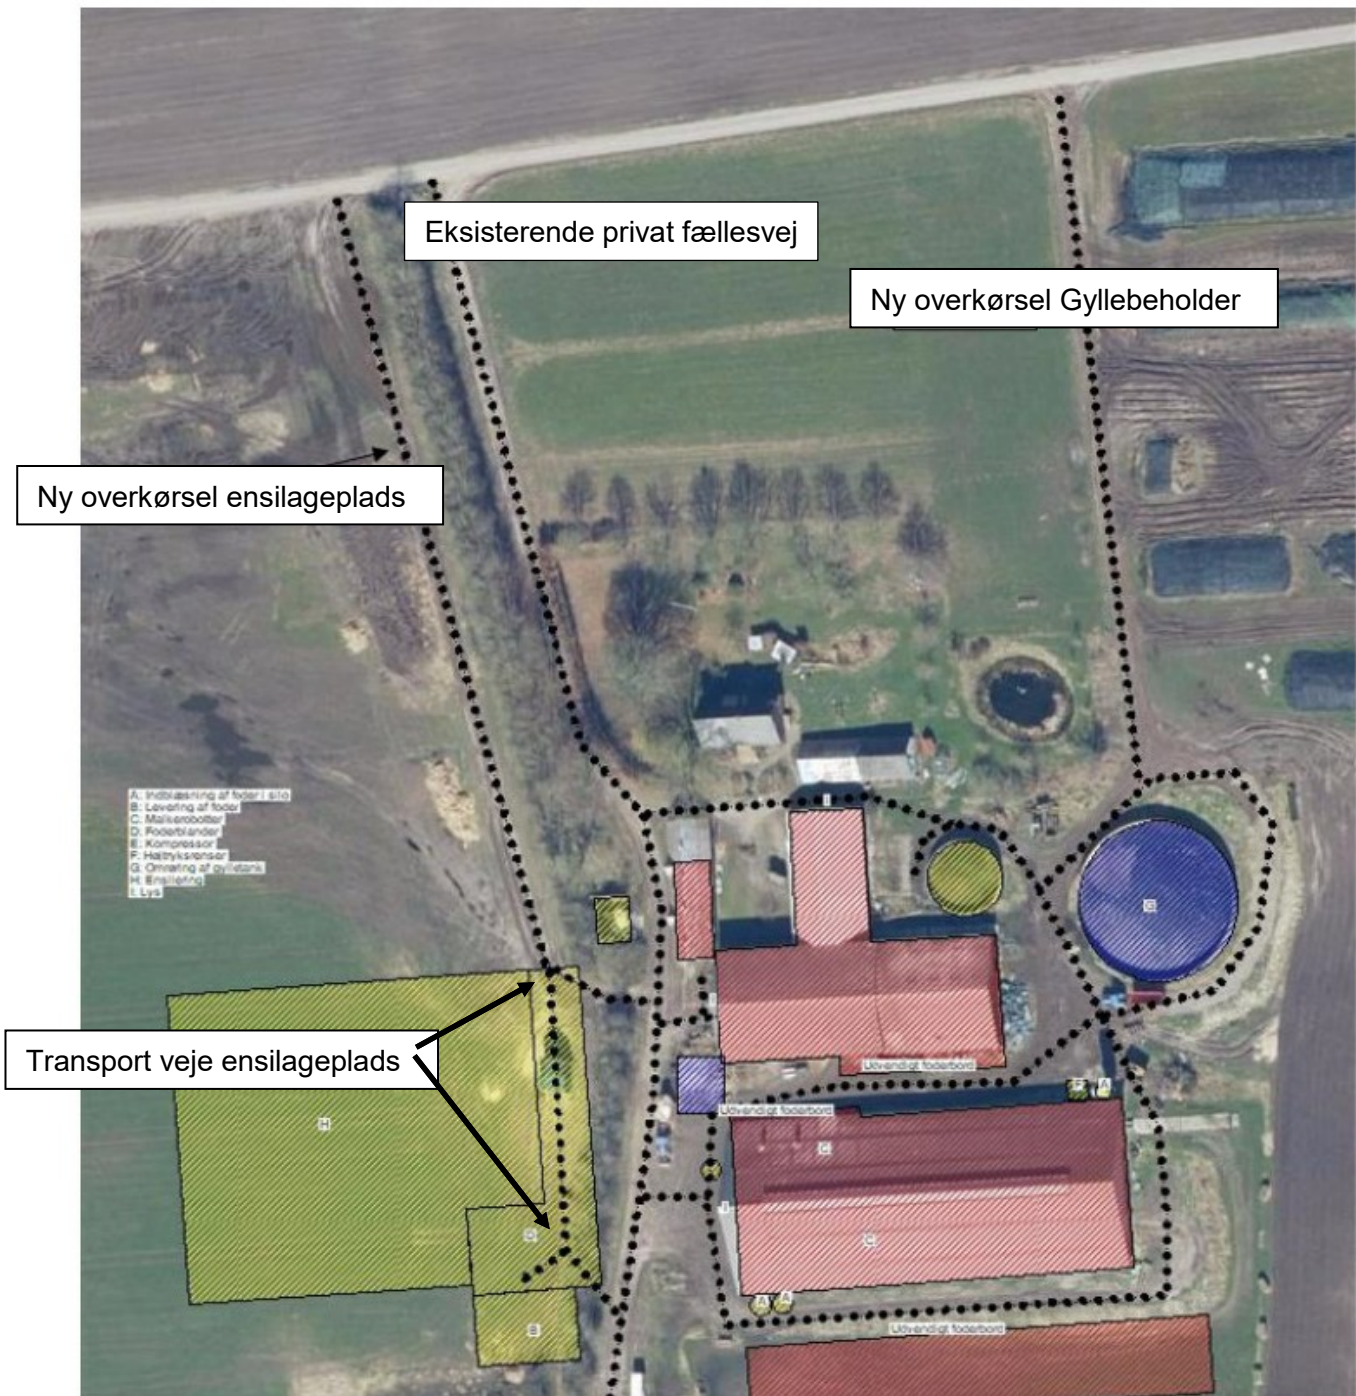 Eksisterende privat fællesvej
Ny overkørsel Gyllebeholder
Ny overkørsel ensilageplads
A: Indblæsning af foder i silo
B: Levering af foder
C: Malkerobotter
D: Foderblander
E: Kompressor
F: Højtryksrenser
G: Omrøring af gylletank
H: Ensilering
I: Lys
I
G
Transport veje ensilageplads
Udvendigt foderbord
F
A
Udvendigt foderbord
H
C
I
D
C
A
A
B
Udvendigt foderbord